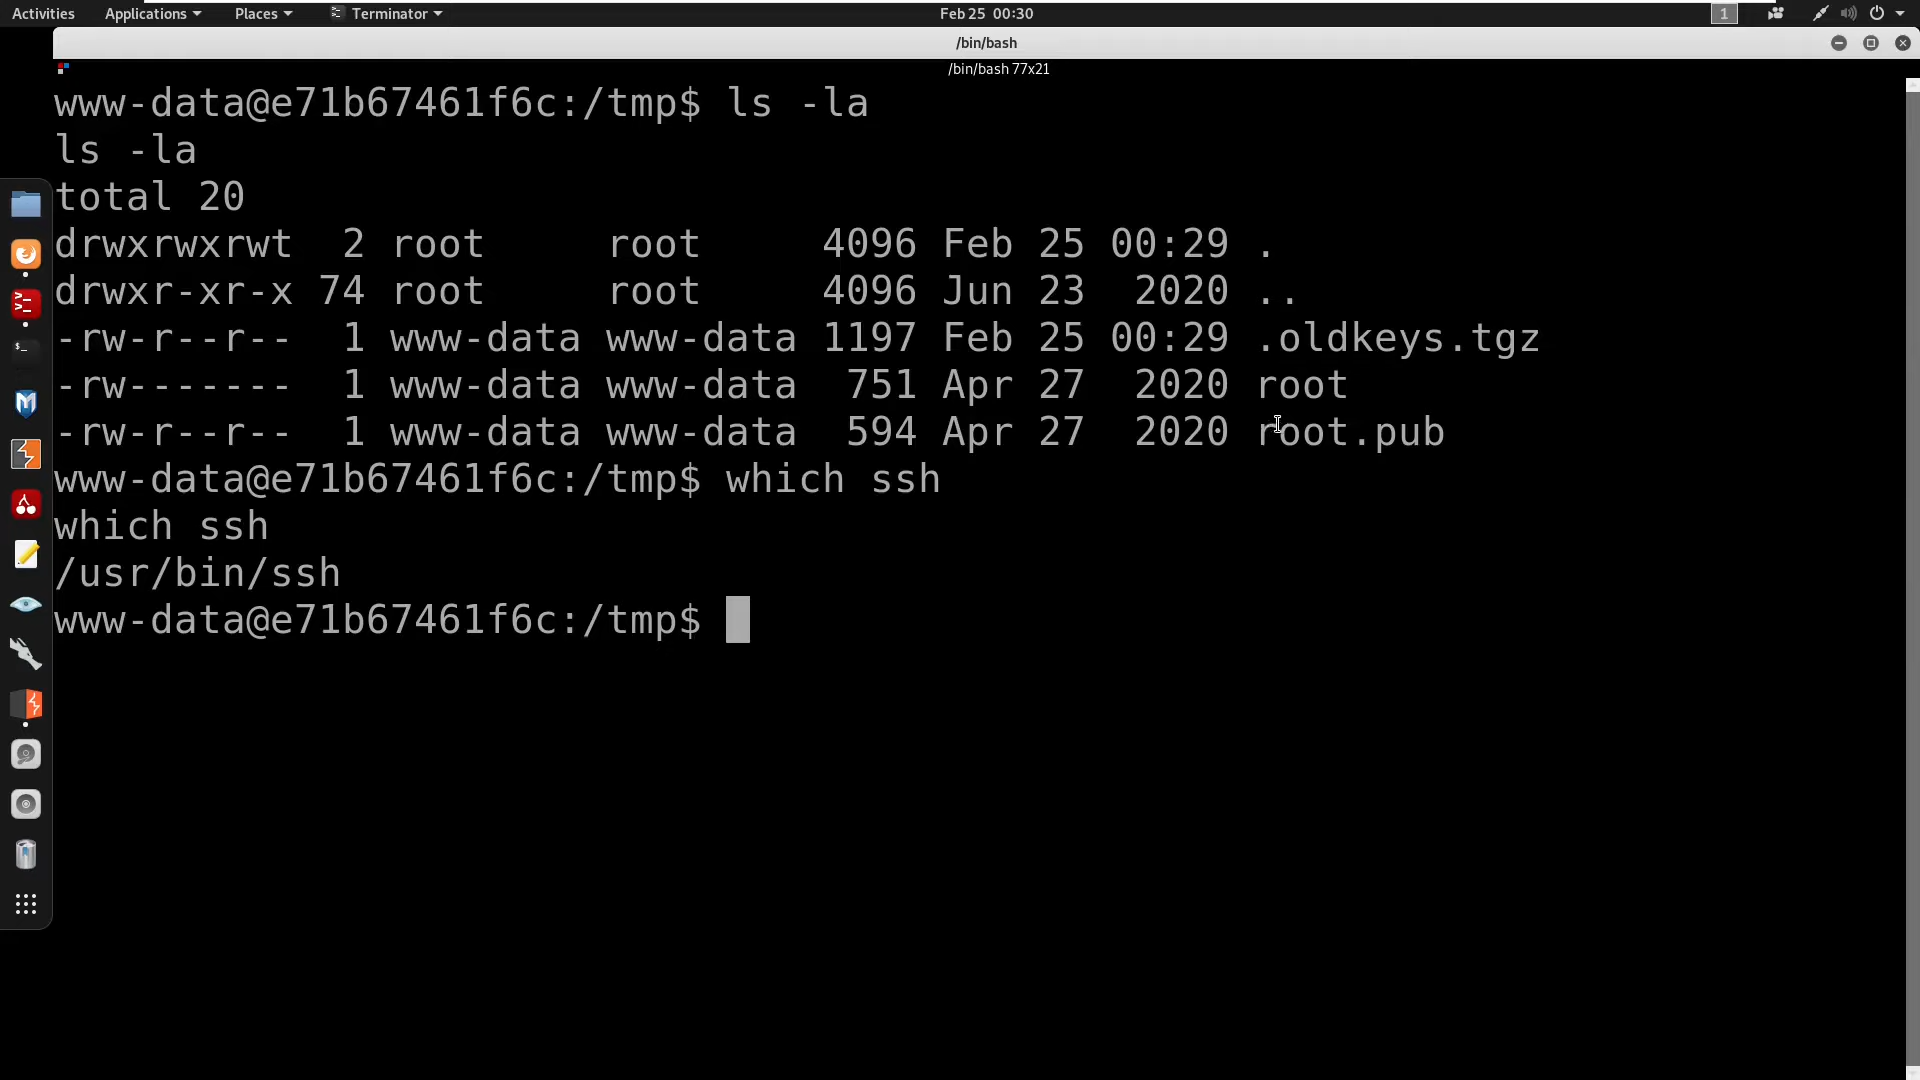 Activities Applications Places Terminator Feb 25 00:30 1
/bin/bash
/bin/bash 77x21
www-data@e71b67461f6c:/tmp$ ls -la
ls -la
total 20
drwxrwxrwt  2 root     root     4096 Feb 25 00:29 .
drwxr-xr-x 74 root     root     4096 Jun 23  2020 ..
-rw-r--r--  1 www-data www-data 1197 Feb 25 00:29 .oldkeys.tgz
-rw-------  1 www-data www-data  751 Apr 27  2020 root
-rw-r--r--  1 www-data www-data  594 Apr 27  2020 root.pub
www-data@e71b67461f6c:/tmp$ which ssh
which ssh
/usr/bin/ssh
www-data@e71b67461f6c:/tmp$